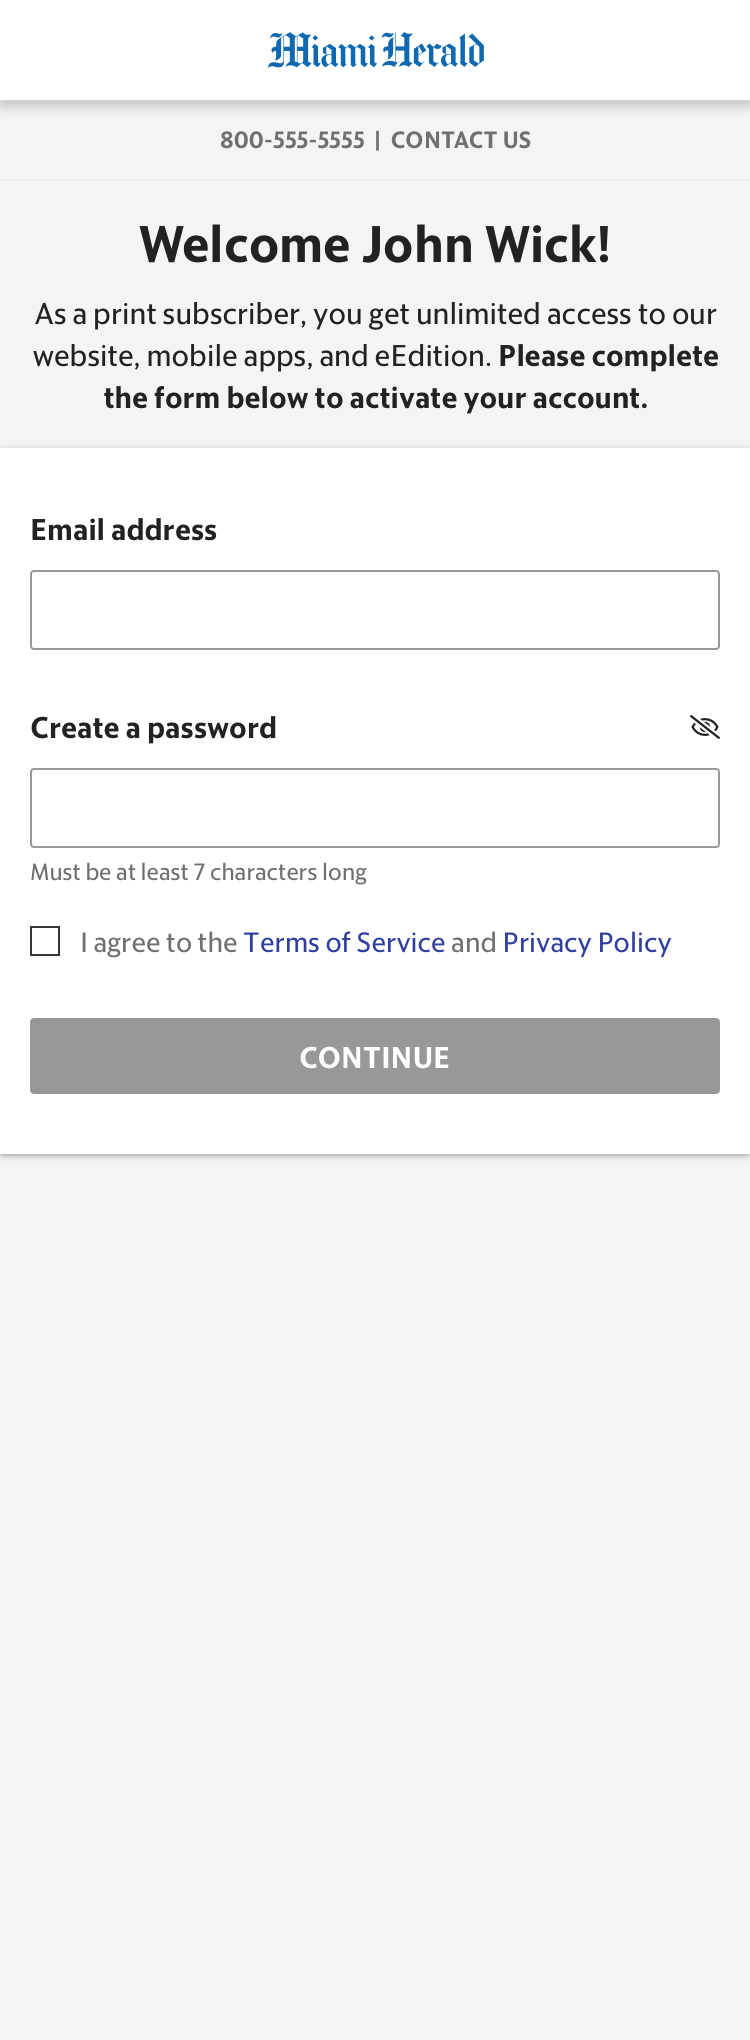 Miami Herald
800-555-5555 | CONTACT US
Welcome John Wick!
As a print subscriber, you get unlimited access to our
website, mobile apps, and eEdition. Please complete
the form below to activate your account.
Email address
Create a password
Must be at least 7 characters long
I agree to the Terms of Service and Privacy Policy
CONTINUE